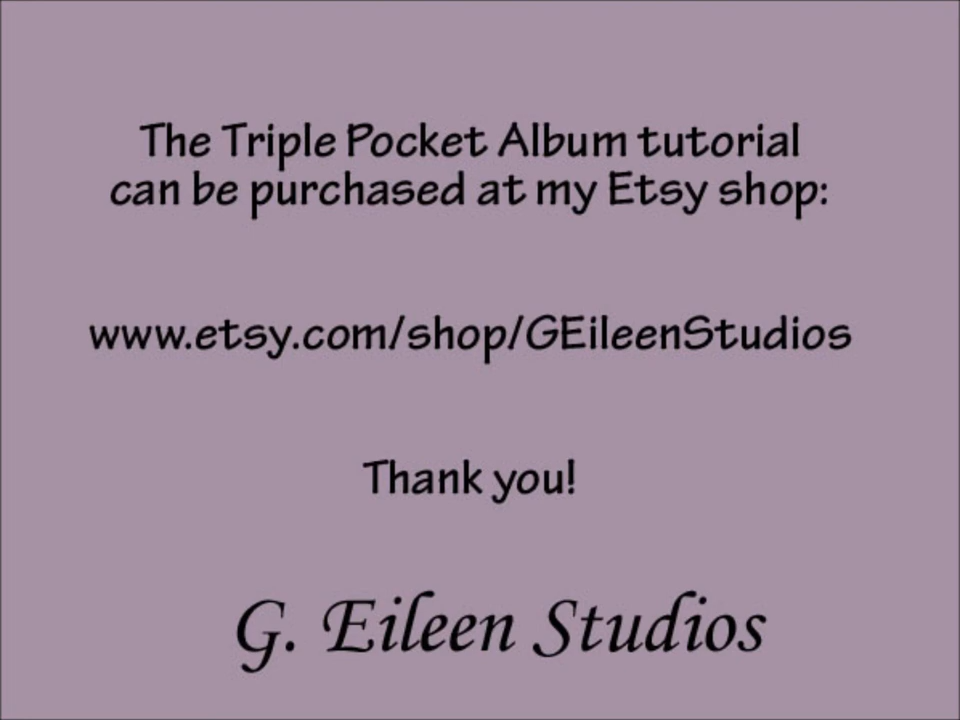 The Triple Pocket Album tutorial
can be purchased at my Etsy shop:
www.etsy.com/shop/GEileenStudios
Thank you!
G. Eileen Studios